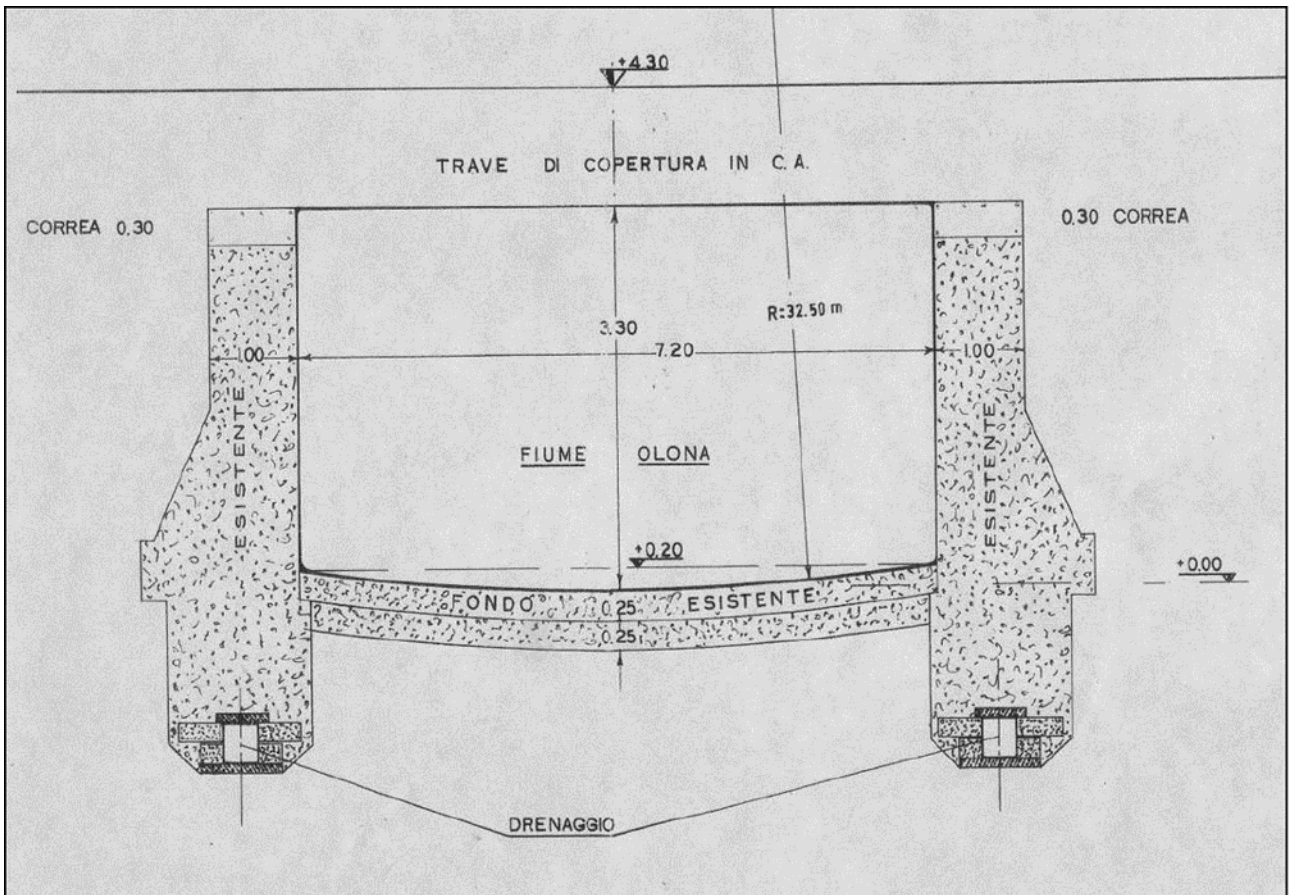 +4.30
TRAVE DI COPERTURA IN C.A.
CORREA 0.30
0.30 CORREA
R=32.50 m
3.30
1.00
7.20
1.00
ESISTENTE
ESISTENTE
FIUME OLONA
+0.20
+0.00
FONDO 0.25 ESISTENTE
0.25
DRENAGGIO